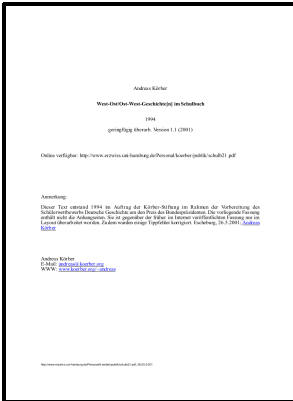 Andreas Körber
West-Ost/Ost-West-Geschichte[n] im Schulbuch
1994
geringfügig überarb. Version 1.1 (2001)
Online verfügbar: http://www.erzwiss.uni-hamburg.de/Personal/koerber/publik/schulb21.pdf
Anmerkung:
Dieser Text entstand 1994 im Auftrag der Körber-Stiftung im Rahmen der Vorbereitung des
Schülerwettbewerbs Deutsche Geschichte um den Preis des Bundespräsidenten. Die vorliegende Fassung
enthält nicht die Anhangseiten. Sie ist gegenüber der früher im Internet veröffentlichten Fassung nur im
Layout überarbeitet worden. Zudem wurden einige Tippfehler korrigiert. Escheburg, 26.5.2001; Andreas
Körber
Andreas Körber
E-Mail: andreas@koerber.org
WWW: www.koerber.org/~andreas